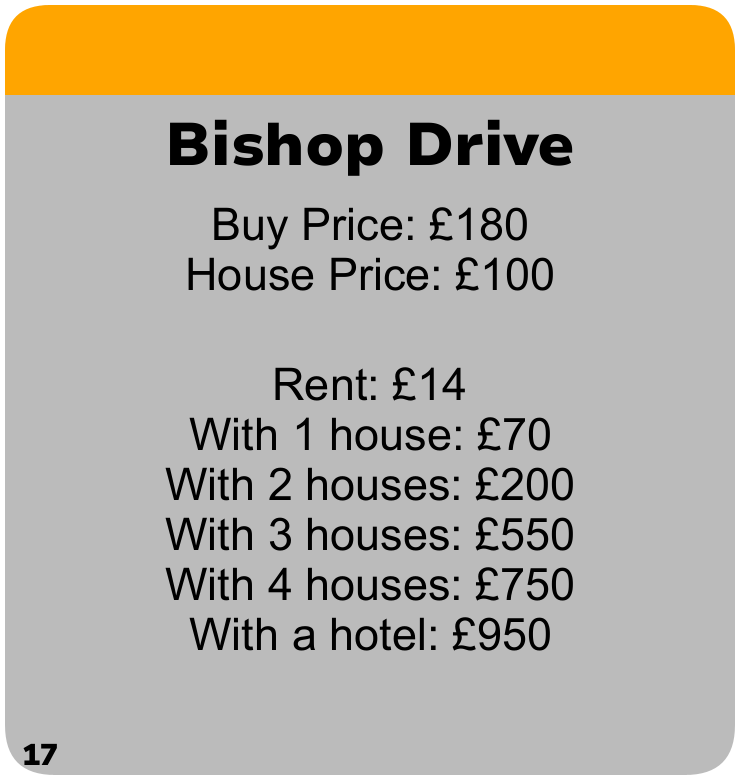 Bishop Drive
Buy Price: £180
House Price: £100
Rent: £14
With 1 house: £70
With 2 houses: £200
With 3 houses: £550
With 4 houses: £750
With a hotel: £950
17